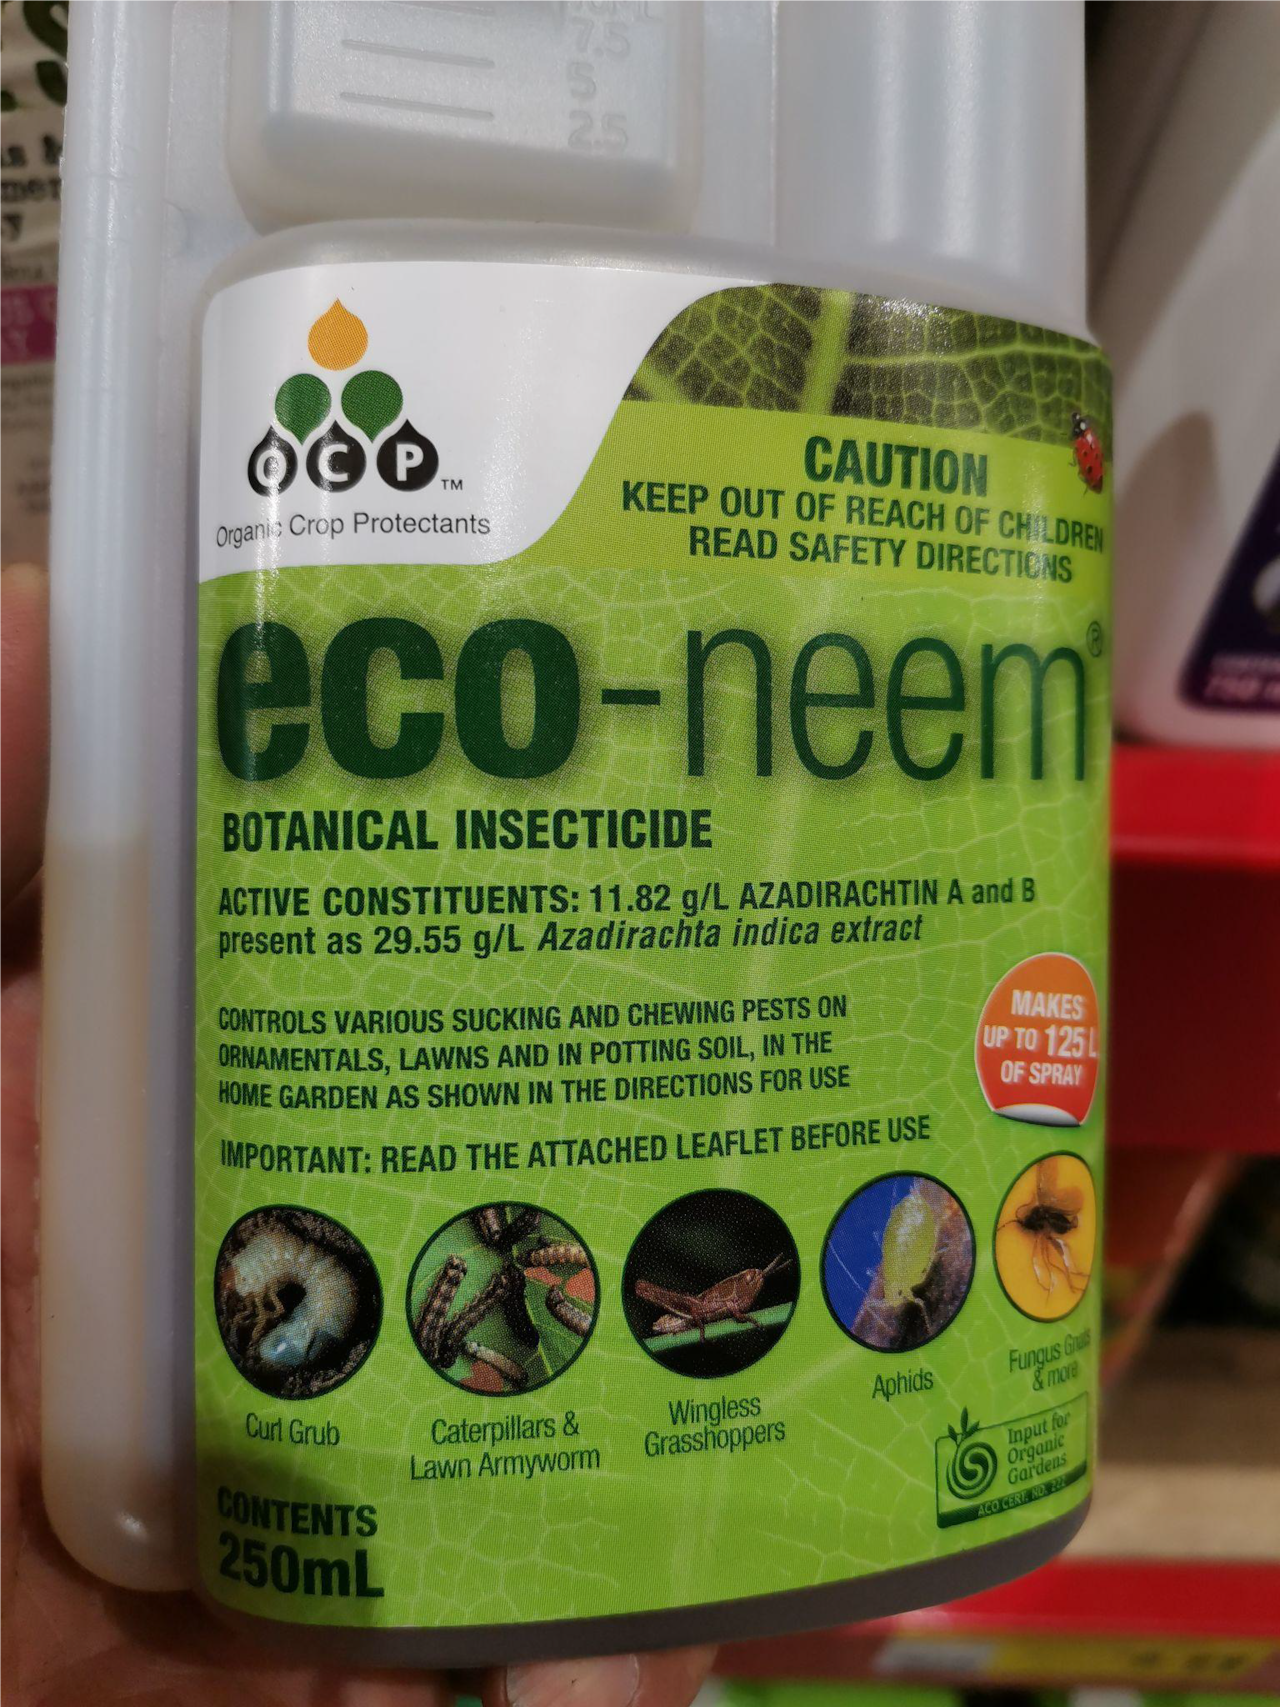 7.5
5
2.5
OCP™
Organic Crop Protectants
CAUTION
KEEP OUT OF REACH OF CHILDREN
READ SAFETY DIRECTIONS
eco-neem®
BOTANICAL INSECTICIDE
ACTIVE CONSTITUENTS: 11.82 g/L AZADIRACHTIN A and B
present as 29.55 g/L Azadirachta indica extract
CONTROLS VARIOUS SUCKING AND CHEWING PESTS ON
ORNAMENTALS, LAWNS AND IN POTTING SOIL, IN THE
HOME GARDEN AS SHOWN IN THE DIRECTIONS FOR USE
MAKES
UP TO 125 L
OF SPRAY
IMPORTANT: READ THE ATTACHED LEAFLET BEFORE USE
Curl Grub
Caterpillars &
Lawn Armyworm
Wingless
Grasshoppers
Aphids
Fungus Gnats
& more
Input for
Organic
Gardens
ACO CERT. NO.
CONTENTS
250mL